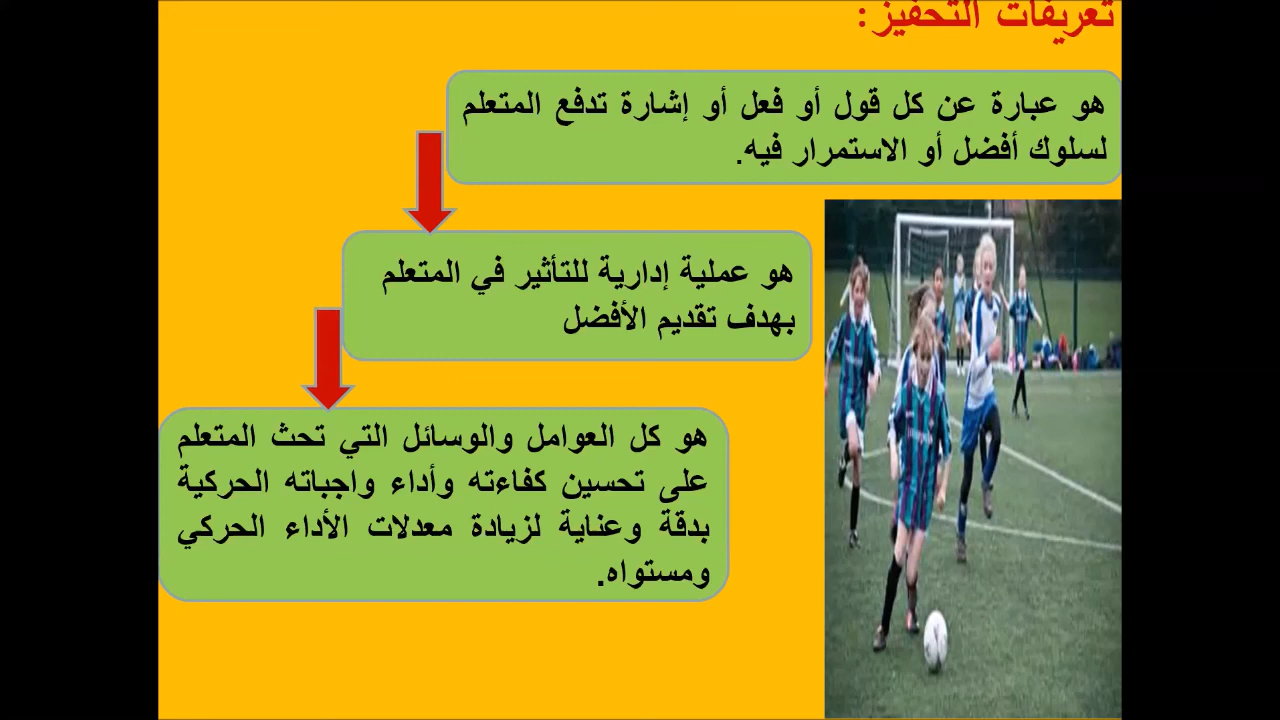 تعريفات التحفيز:
هو عبارة عن كل قول أو فعل أو إشارة تدفع المتعلم
لسلوك أفضل أو الاستمرار فيه.
هو عملية إدارية للتأثير في المتعلم
بهدف تقديم الأفضل
هو كل العوامل والوسائل التي تحث المتعلم
على تحسين كفاءته وأداء واجباته الحركية
بدقة وعناية لزيادة معدلات الأداء الحركي
ومستواه.